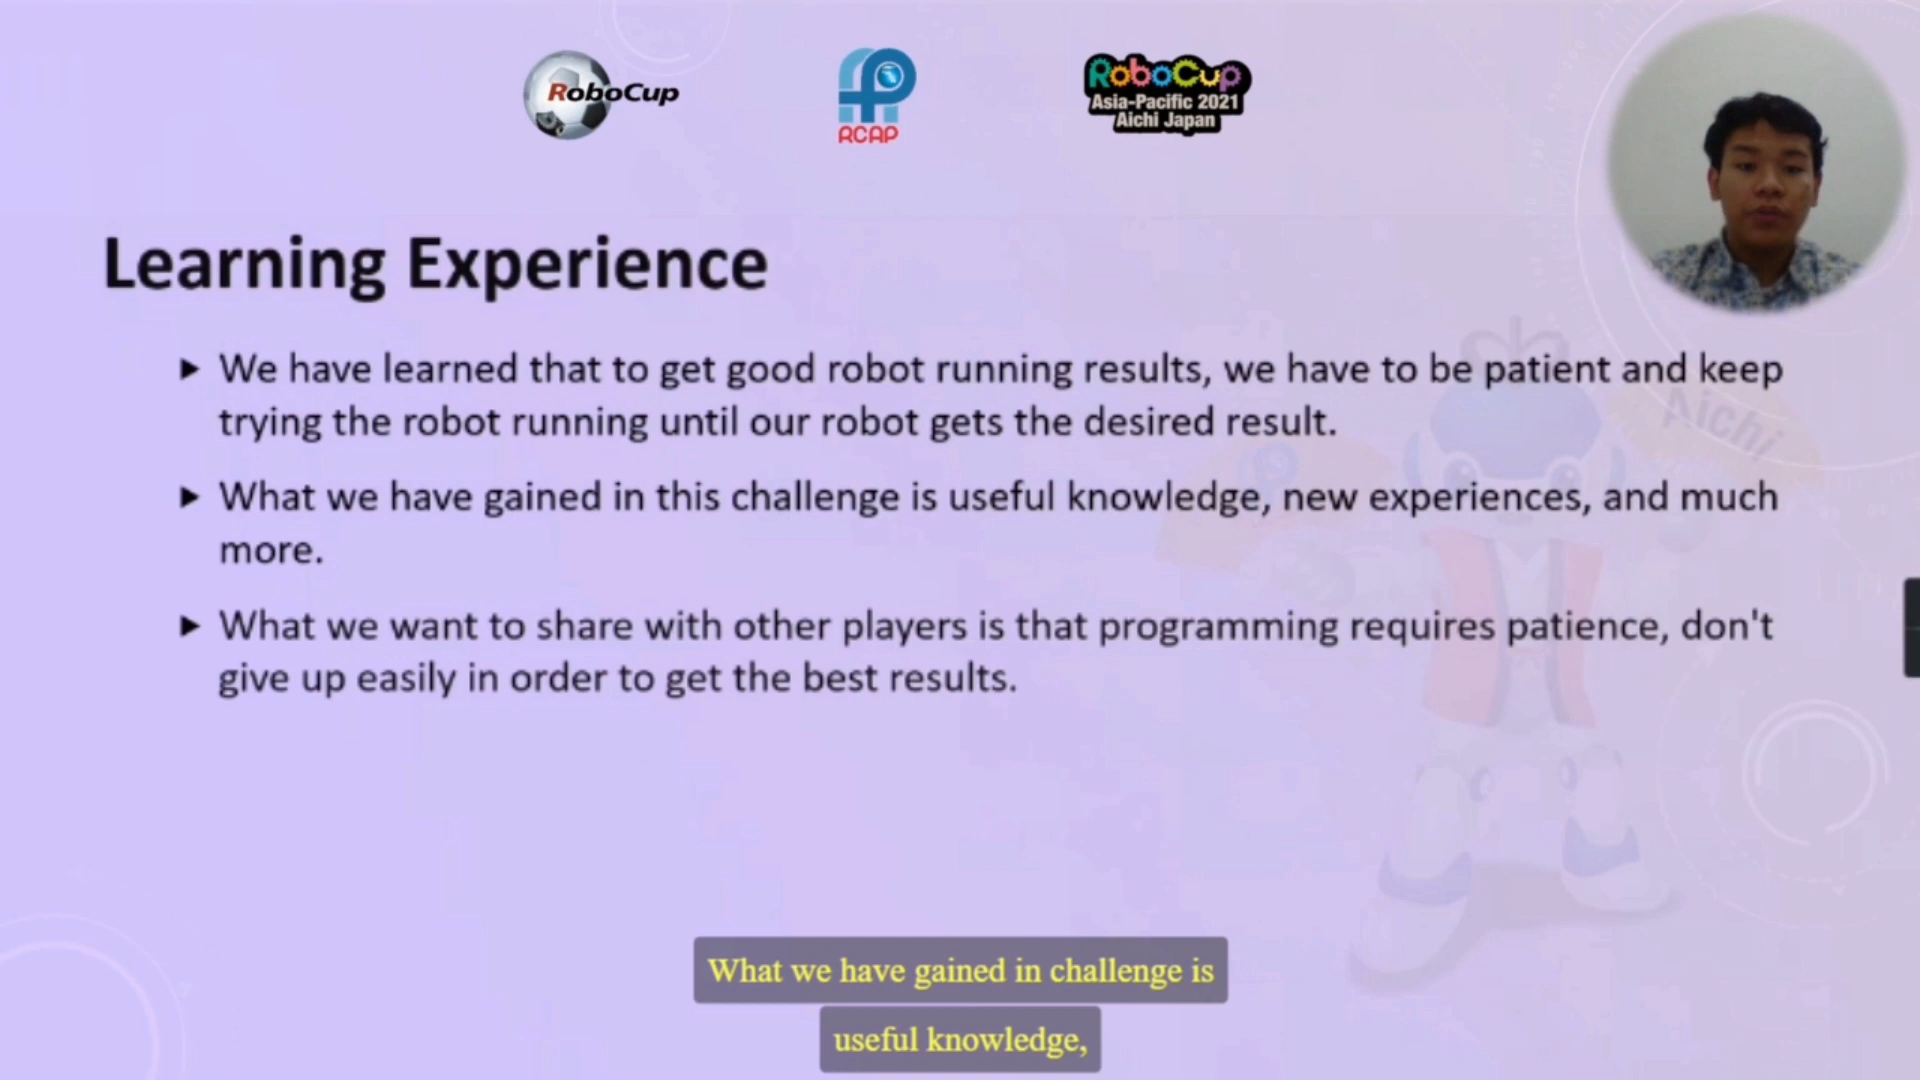 RoboCup
RCAP
RoboCup
Asia-Pacific 2021
Aichi Japan
Learning Experience
We have learned that to get good robot running results, we have to be patient and keep
trying the robot running until our robot gets the desired result.
Aichi
What we have gained in this challenge is useful knowledge, new experiences, and much
more.
What we want to share with other players is that programming requires patience, don't
give up easily in order to get the best results.
What we have gained in challenge is
useful knowledge,